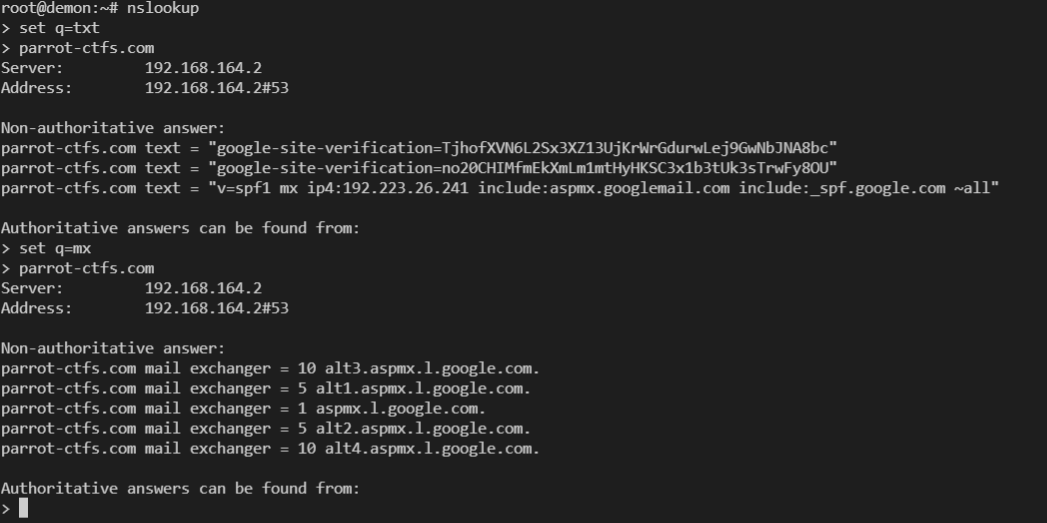 root@demon:~# nslookup
> set q=txt
> parrot-ctfs.com
Server:         192.168.164.2
Address:        192.168.164.2#53

Non-authoritative answer:
parrot-ctfs.com text = "google-site-verification=TjhofXVN6L2Sx3XZ13UjKrWrGdurwLej9GwNbJNA8bc"
parrot-ctfs.com text = "google-site-verification=no20CHIMfmEkXmLm1mtHyHKSC3x1b3tUk3sTrwFy8OU"
parrot-ctfs.com text = "v=spf1 mx ip4:192.223.26.241 include:aspmx.googlemail.com include:_spf.google.com ~all"

Authoritative answers can be found from:
> set q=mx
> parrot-ctfs.com
Server:         192.168.164.2
Address:        192.168.164.2#53

Non-authoritative answer:
parrot-ctfs.com mail exchanger = 10 alt3.aspmx.l.google.com.
parrot-ctfs.com mail exchanger = 5 alt1.aspmx.l.google.com.
parrot-ctfs.com mail exchanger = 1 aspmx.l.google.com.
parrot-ctfs.com mail exchanger = 5 alt2.aspmx.l.google.com.
parrot-ctfs.com mail exchanger = 10 alt4.aspmx.l.google.com.

Authoritative answers can be found from:
>